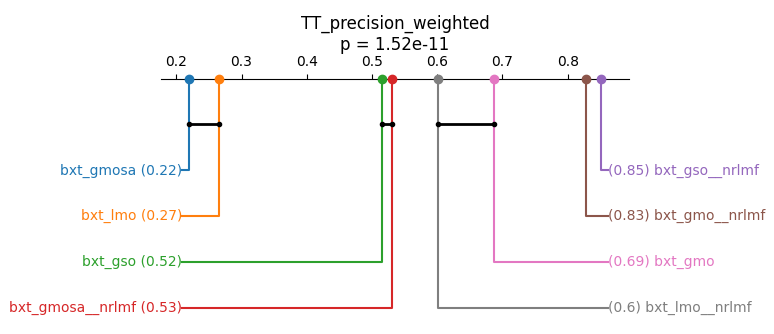 TT_precision_weighted
p = 1.52e-11
0.2 0.3 0.4 0.5 0.6 0.7 0.8
bxt_gmosa (0.22) (0.85) bxt_gso__nrlmf
bxt_lmo (0.27) (0.83) bxt_gmo__nrlmf
bxt_gso (0.52) (0.69) bxt_gmo
bxt_gmosa__nrlmf (0.53) (0.6) bxt_lmo__nrlmf